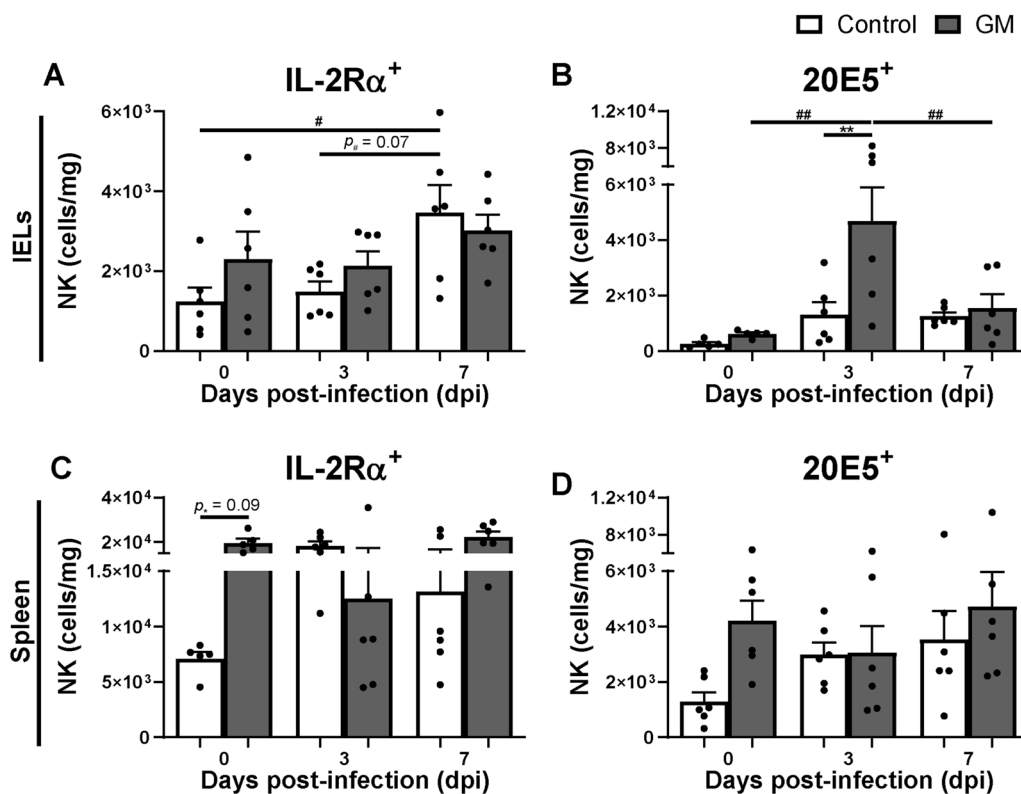 Control GM
A IL-2Rα⁺
B 20E5⁺
IELs
NK (cells/mg)
6×10³
4×10³
2×10³
0
#
p# = 0.07
0 3 7
Days post-infection (dpi)
NK (cells/mg)
1.2×10⁴
8×10³
6×10³
4×10³
2×10³
0
## ##
**
0 3 7
Days post-infection (dpi)
C IL-2Rα⁺
D 20E5⁺
Spleen
NK (cells/mg)
4×10⁴
2×10⁴
1.5×10⁴
1×10⁴
5×10³
0
p* = 0.09
0 3 7
Days post-infection (dpi)
NK (cells/mg)
1.2×10⁴
8×10³
6×10³
4×10³
2×10³
0
0 3 7
Days post-infection (dpi)